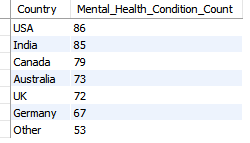 Country Mental_Health_Condition_Count
USA 86
India 85
Canada 79
Australia 73
UK 72
Germany 67
Other 53